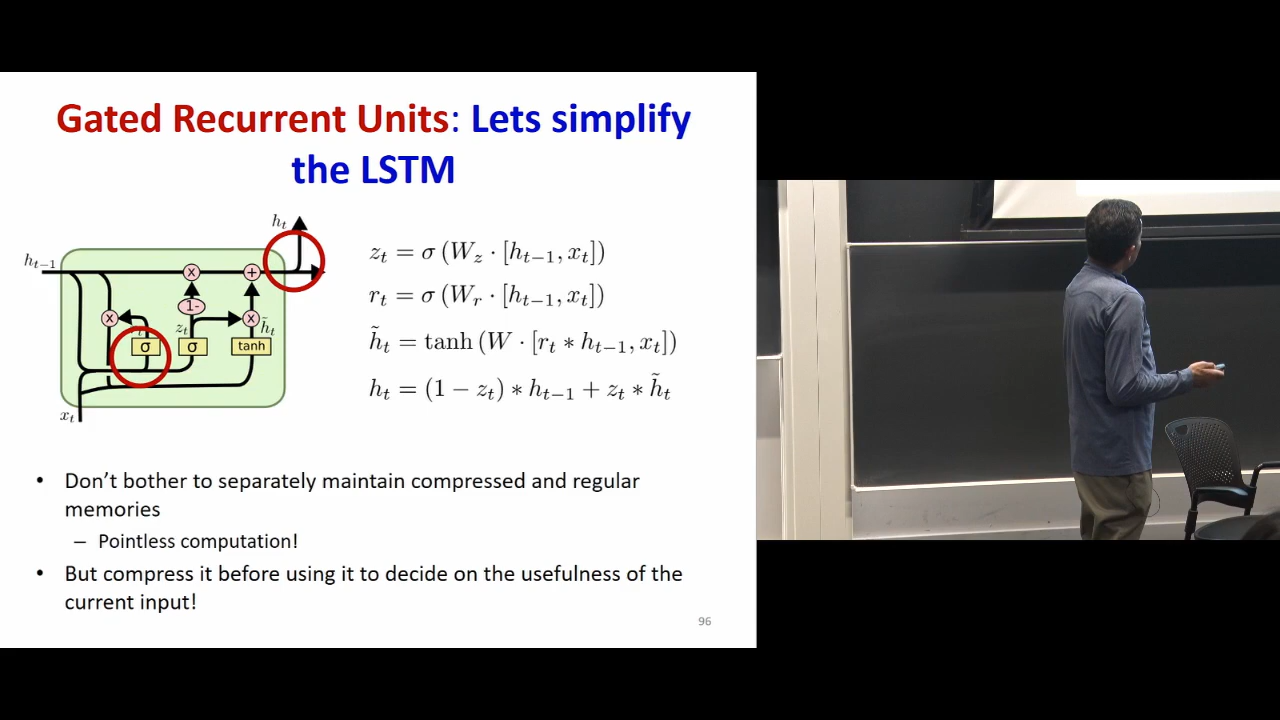 Gated Recurrent Units: Lets simplify
the LSTM
h_t
h_{t-1}
x
+
1-
x
z_t
x
h̃_t
σ
σ
tanh
x_t
z_t = σ (W_z · [h_{t-1}, x_t])
r_t = σ (W_r · [h_{t-1}, x_t])
h̃_t = tanh (W · [r_t * h_{t-1}, x_t])
h_t = (1 − z_t) * h_{t-1} + z_t * h̃_t
• Don’t bother to separately maintain compressed and regular
memories
– Pointless computation!
• But compress it before using it to decide on the usefulness of the
current input!
96